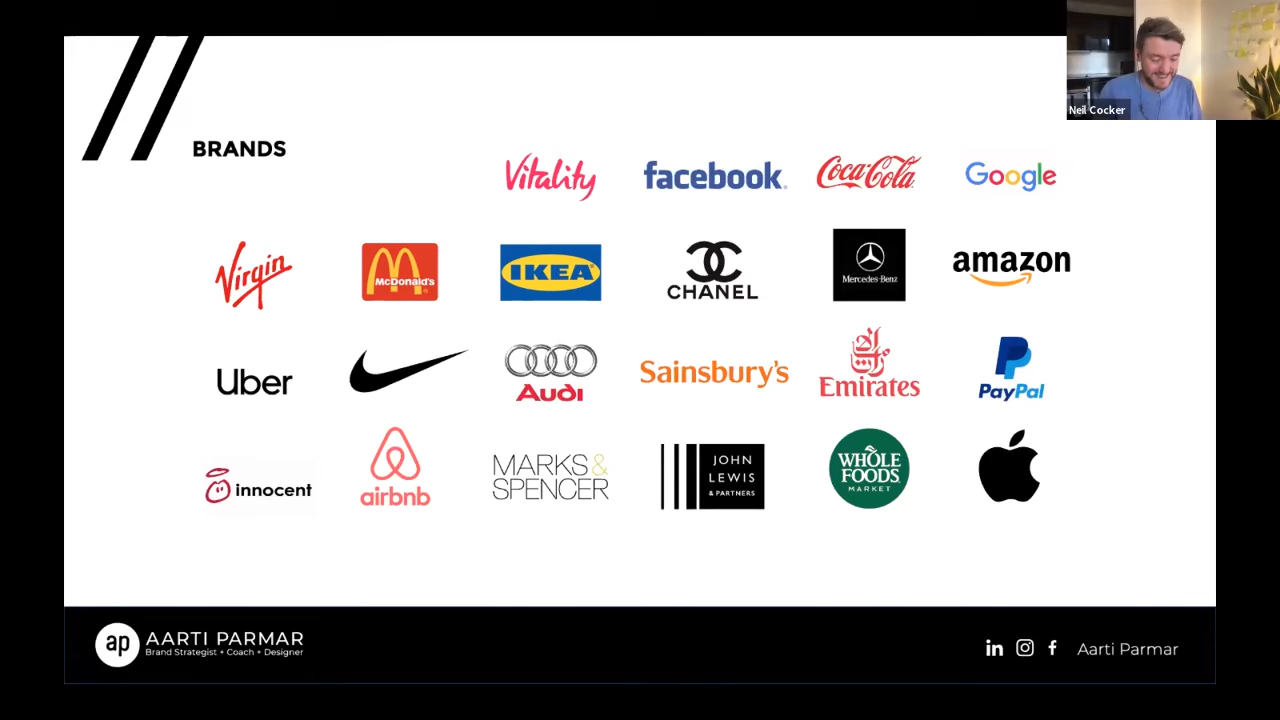 Neil Cocker
BRANDS
Vitality
facebook
Coca-Cola
Google
Virgin
McDonald's
IKEA
CHANEL
Mercedes-Benz
amazon
Uber
Audi
Sainsbury's
Emirates
PayPal
innocent
airbnb
MARKS&
SPENCER
JOHN
LEWIS
& PARTNERS
WHOLE
FOODS
MARKET
ap
AARTI PARMAR
Brand Strategist + Coach + Designer
in
f
Aarti Parmar